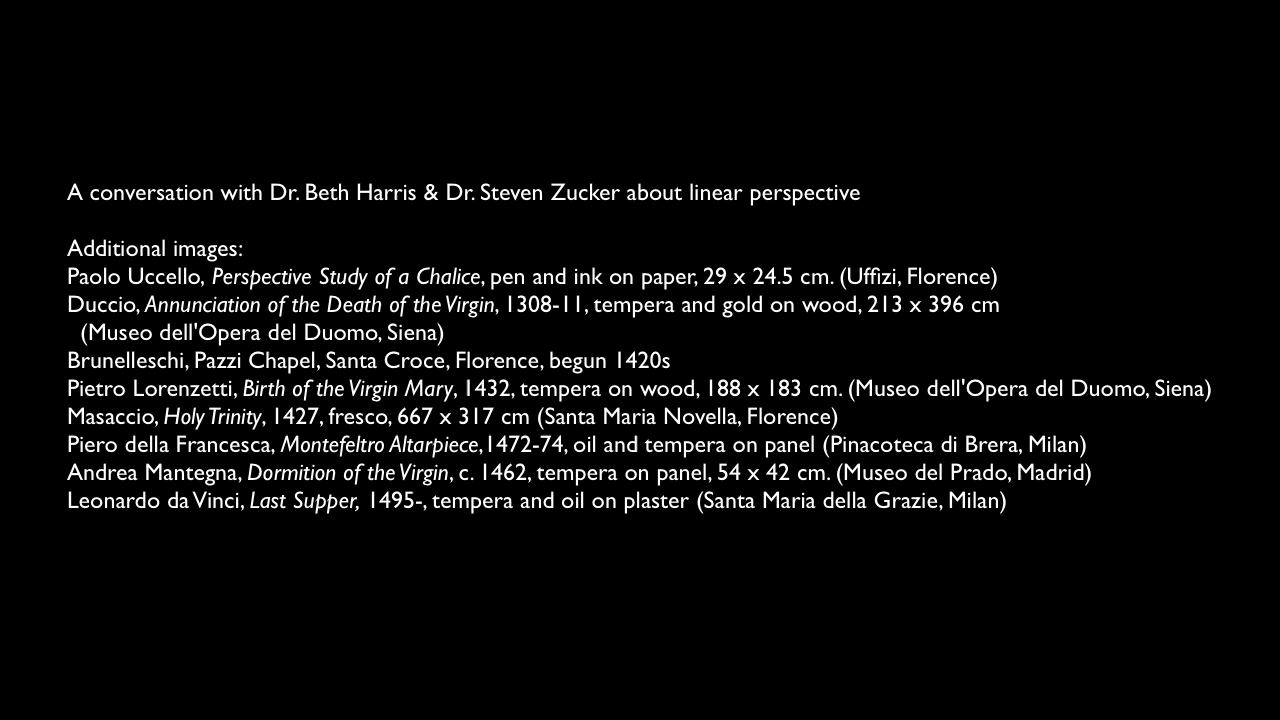 A conversation with Dr. Beth Harris & Dr. Steven Zucker about linear perspective
Additional images:
Paolo Uccello, Perspective Study of a Chalice, pen and ink on paper, 29 x 24.5 cm. (Uffizi, Florence)
Duccio, Annunciation of the Death of the Virgin, 1308-11, tempera and gold on wood, 213 x 396 cm
(Museo dell'Opera del Duomo, Siena)
Brunelleschi, Pazzi Chapel, Santa Croce, Florence, begun 1420s
Pietro Lorenzetti, Birth of the Virgin Mary, 1432, tempera on wood, 188 x 183 cm. (Museo dell'Opera del Duomo, Siena)
Masaccio, Holy Trinity, 1427, fresco, 667 x 317 cm (Santa Maria Novella, Florence)
Piero della Francesca, Montefeltro Altarpiece,1472-74, oil and tempera on panel (Pinacoteca di Brera, Milan)
Andrea Mantegna, Dormition of the Virgin, c. 1462, tempera on panel, 54 x 42 cm. (Museo del Prado, Madrid)
Leonardo da Vinci, Last Supper, 1495-, tempera and oil on plaster (Santa Maria della Grazie, Milan)